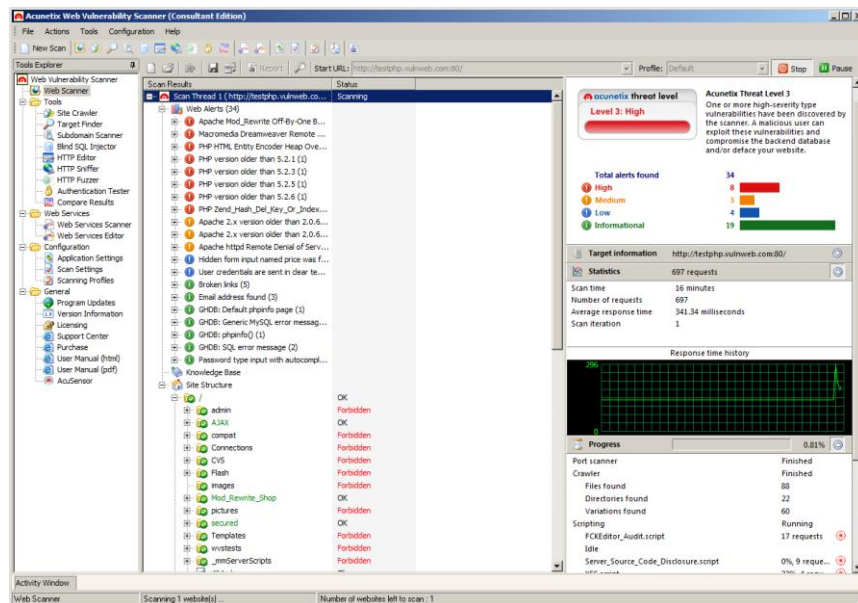 Acunetix Web Vulnerability Scanner (Consultant Edition)
File Actions Tools Configuration Help
New Scan
Tools Explorer
Web Vulnerability Scanner
Web Scanner
Tools
Site Crawler
Target Finder
Subdomain Scanner
Blind SQL Injector
HTTP Editor
HTTP Sniffer
HTTP Fuzzer
Authentication Tester
Compare Results
Web Services
Web Services Scanner
Web Services Editor
Configuration
Application Settings
Scan Settings
Scanning Profiles
General
Program Updates
Version Information
Licensing
Support Center
Purchase
User Manual (html)
User Manual (pdf)
AcuSensor
Report Start URL: http://testphp.vulnweb.com:80/ Profile: Default Stop Pause
Scan Results Status
Scan Thread 1 ( http://testphp.vulnweb.co... Scanning
Web Alerts (34)
Apache Mod_Rewrite Off-By-One B...
Macromedia Dreamweaver Remote ...
PHP HTML Entity Encoder Heap Ove...
PHP version older than 5.2.1 (1)
PHP version older than 5.2.3 (1)
PHP version older than 5.2.5 (1)
PHP version older than 5.2.6 (1)
PHP Zend_Hash_Del_Key_Or_Index...
Apache 2.x version older than 2.0.6...
Apache 2.x version older than 2.0.6...
Apache httpd Remote Denial of Serv...
Hidden form input named price was f...
User credentials are sent in clear te...
Broken links (5)
Email address found (3)
GHDB: Default phpinfo page (1)
GHDB: Generic MySQL error messag...
GHDB: phpinfo() (1)
GHDB: SQL error message (2)
Password type input with autocompl...
Knowledge Base
Site Structure
/ OK
admin Forbidden
AJAX OK
compat Forbidden
Connections Forbidden
CVS Forbidden
Flash Forbidden
images Forbidden
Mod_Rewrite_Shop OK
pictures Forbidden
secured OK
Templates Forbidden
wvstests Forbidden
_mmServerScripts Forbidden
acunetix threat level
Level 3: High
Acunetix Threat Level 3
One or more high-severity type
vulnerabilities have been discovered by
the scanner. A malicious user can
exploit these vulnerabilities and
compromise the backend database
and/or deface your website.
Total alerts found 34
High 8
Medium 3
Low 4
Informational 19
Target information http://testphp.vulnweb.com:80/
Statistics 697 requests
Scan time 16 minutes
Number of requests 697
Average response time 341.34 milliseconds
Scan iteration 1
Response time history
296
0
Progress 0.81%
Port scanner Finished
Crawler Finished
Files found 88
Directories found 22
Variations found 60
Scripting Running
FCKEditor_Audit.script 17 requests
Idle
Server_Source_Code_Disclosure.script 0%, 9 reque...
Activity Window
Web Scanner Scanning 1 website(s) ... Number of websites left to scan : 1